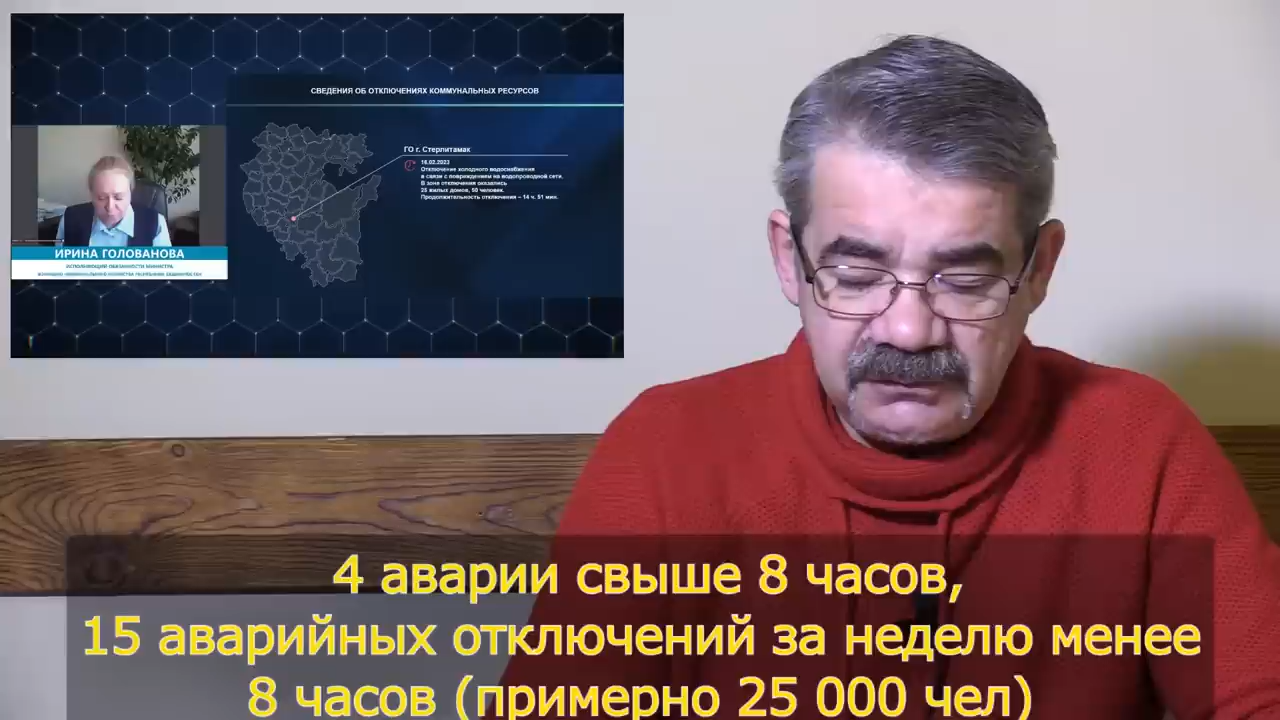 СВЕДЕНИЯ ОБ ОТКЛЮЧЕНИЯХ КОММУНАЛЬНЫХ РЕСУРСОВ
ГО г. Стерлитамак
16.02.2023
Отключение холодного водоснабжения
в связи с повреждением на водопроводной сети.
В зоне отключения оказались
25 жилых домов, 50 человек.
Продолжительность отключения – 14 ч. 51 мин.
ИРИНА ГОЛОВАНОВА
ИСПОЛНЯЮЩИЙ ОБЯЗАННОСТИ МИНИСТРА
4 аварии свыше 8 часов,
15 аварийных отключений за неделю менее
8 часов (примерно 25 000 чел)